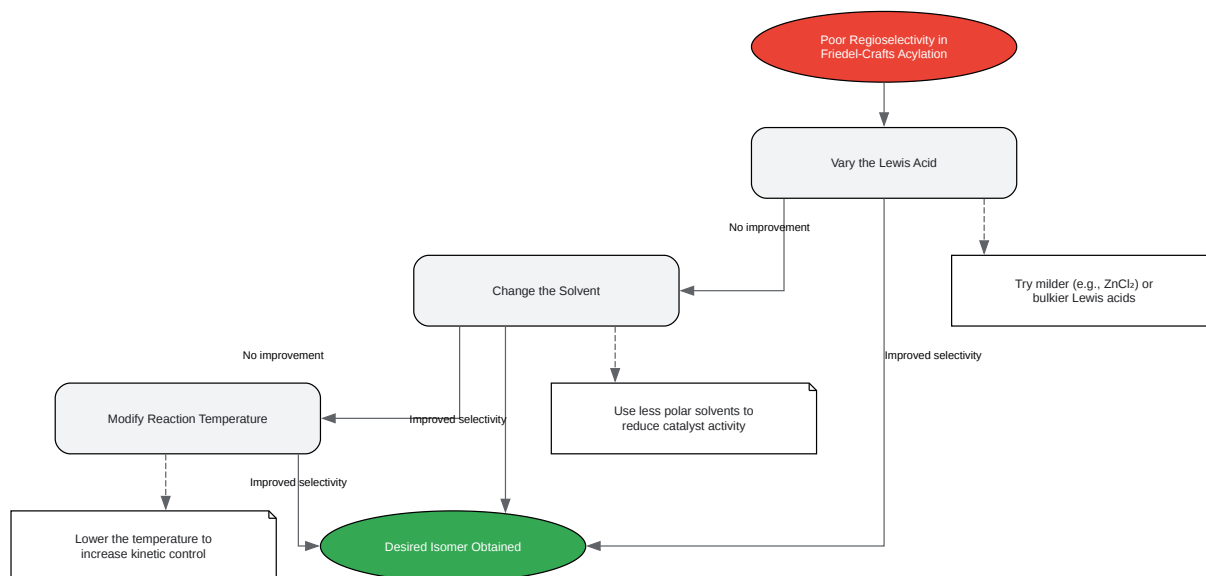 Poor Regioselectivity in
Friedel-Crafts Acylation
Vary the Lewis Acid
No improvement
Change the Solvent
Try milder (e.g., ZnCl₂) or
bulkier Lewis acids
No improvement
Improved selectivity
Modify Reaction Temperature
Improved selectivity
Use less polar solvents to
reduce catalyst activity
Improved selectivity
Lower the temperature to
increase kinetic control
Desired Isomer Obtained